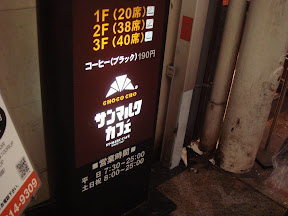 1F(20席)
2F(38席)
3F(40席)
コーヒー(ブラック)190円
CHOCO CRO
サンマルク
カフェ
■営業時間■
平 日 7:30~25:00
土日祝 8:00~25:00
14-9309